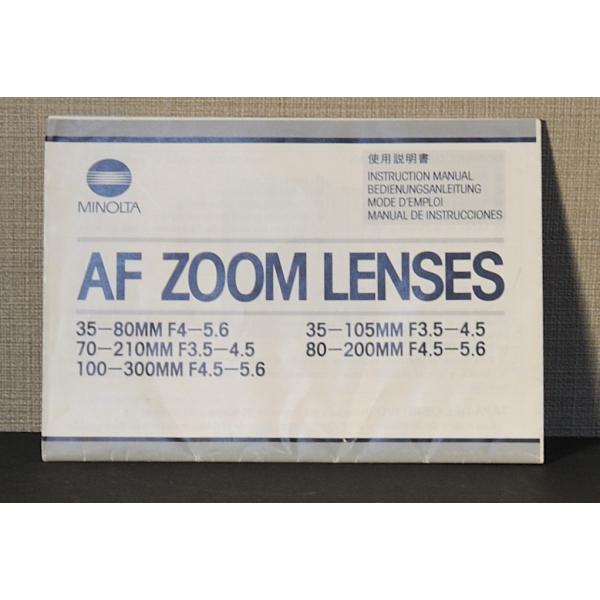 MINOLTA
使用説明書
INSTRUCTION MANUAL
BEDIENUNGSANLEITUNG
MODE D'EMPLOI
MANUAL DE INSTRUCCIONES
AF ZOOM LENSES
35—80MM F4—5.6
35—105MM F3.5—4.5
70—210MM F3.5—4.5
80—200MM F4.5—5.6
100—300MM F4.5—5.6